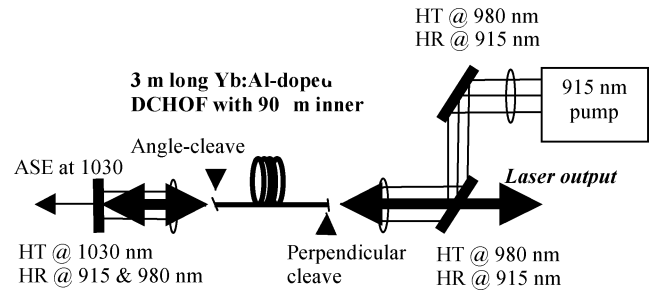 HT @ 980 nm
HR @ 915 nm
3 m long Yb:Al-doped
DCHOF with 90 m inner
915 nm
pump
Angle-cleave
ASE at 1030
Laser output
HT @ 1030 nm
HR @ 915 & 980 nm
Perpendicular
cleave
HT @ 980 nm
HR @ 915 nm